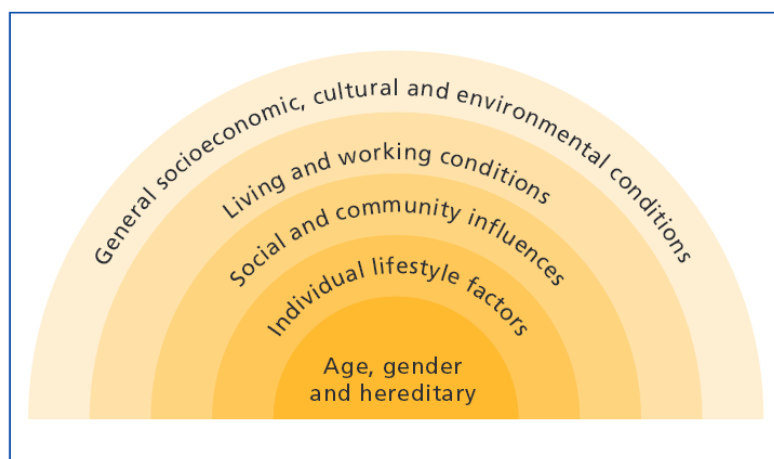 General socioeconomic, cultural and environmental conditions
Living and working conditions
Social and community influences
Individual lifestyle factors
Age, gender
and hereditary